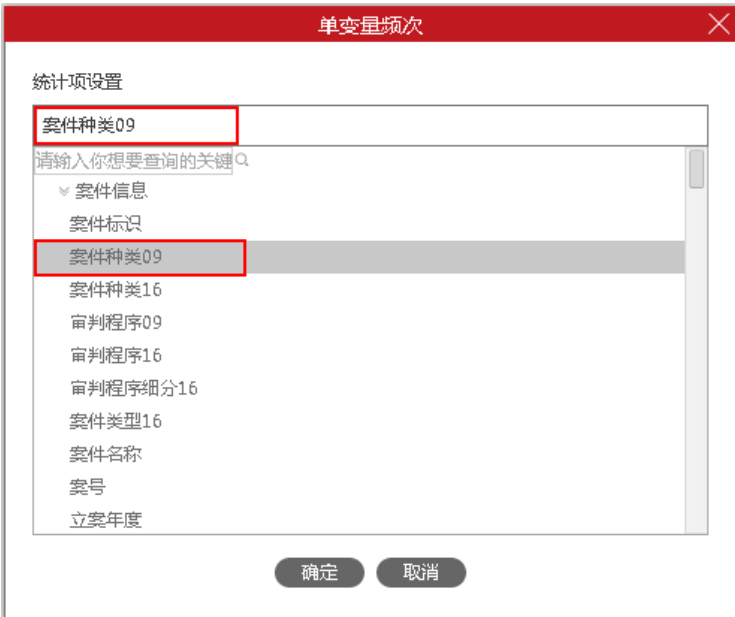 单变量频次
统计项设置
案件种类09
请输入你想要查询的关键
案件信息
案件标识
案件种类09
案件种类16
审判程序09
审判程序16
审判程序细分16
案件类型16
案件名称
案号
立案年度
确定 取消